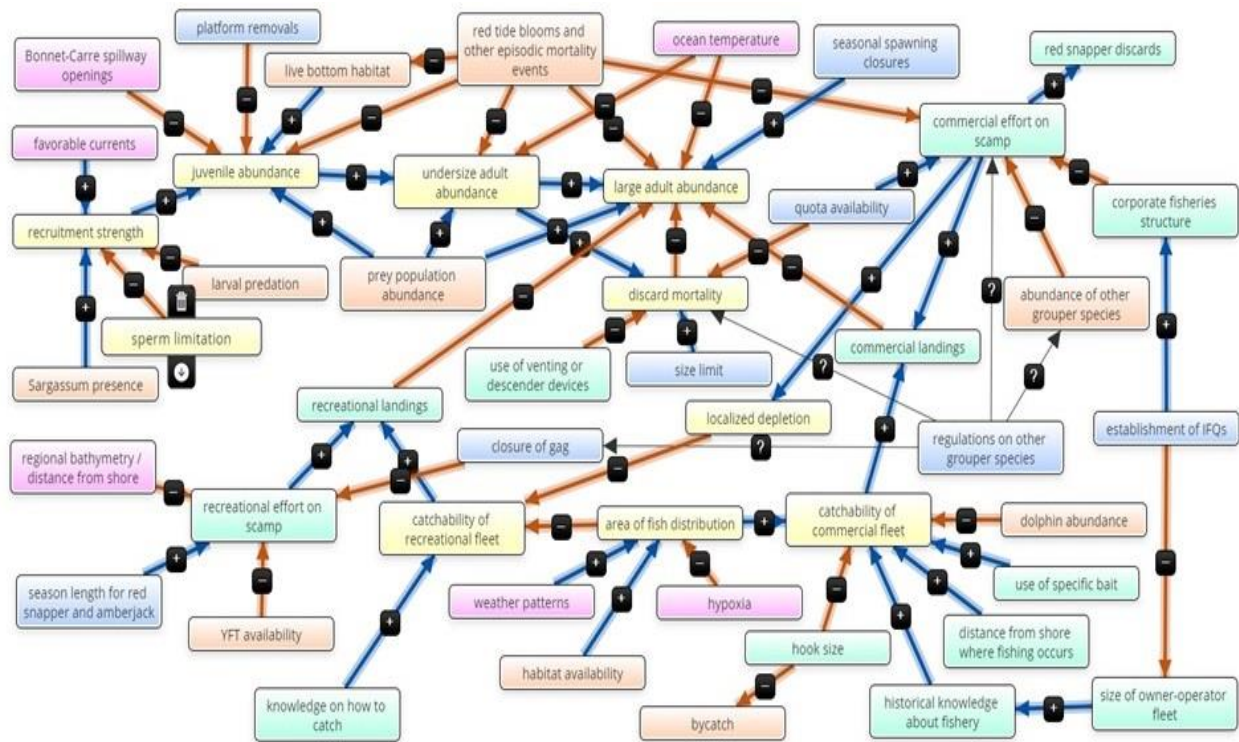 platform removals
red tide blooms and
other episodic mortality
events
ocean temperature
seasonal spawning
closures
red snapper discards
Bonnet-Carre spillway
openings
live bottom habitat
commercial effort on
scamp
favorable currents
juvenile abundance
undersize adult
abundance
large adult abundance
quota availability
corporate fisheries
structure
recruitment strength
larval predation
prey population
abundance
discard mortality
abundance of other
grouper species
sperm limitation
Sargassum presence
use of venting or
descender devices
size limit
commercial landings
recreational landings
localized depletion
closure of gag
regulations on other
grouper species
establishment of IFQs
regional bathymetry /
distance from shore
recreational effort on
scamp
catchability of
recreational fleet
area of fish distribution
catchability of
commercial fleet
dolphin abundance
season length for red
snapper and amberjack
weather patterns
hypoxia
use of specific bait
YFT availability
hook size
distance from shore
where fishing occurs
habitat availability
knowledge on how to
catch
bycatch
historical knowledge
about fishery
size of owner-operator
fleet